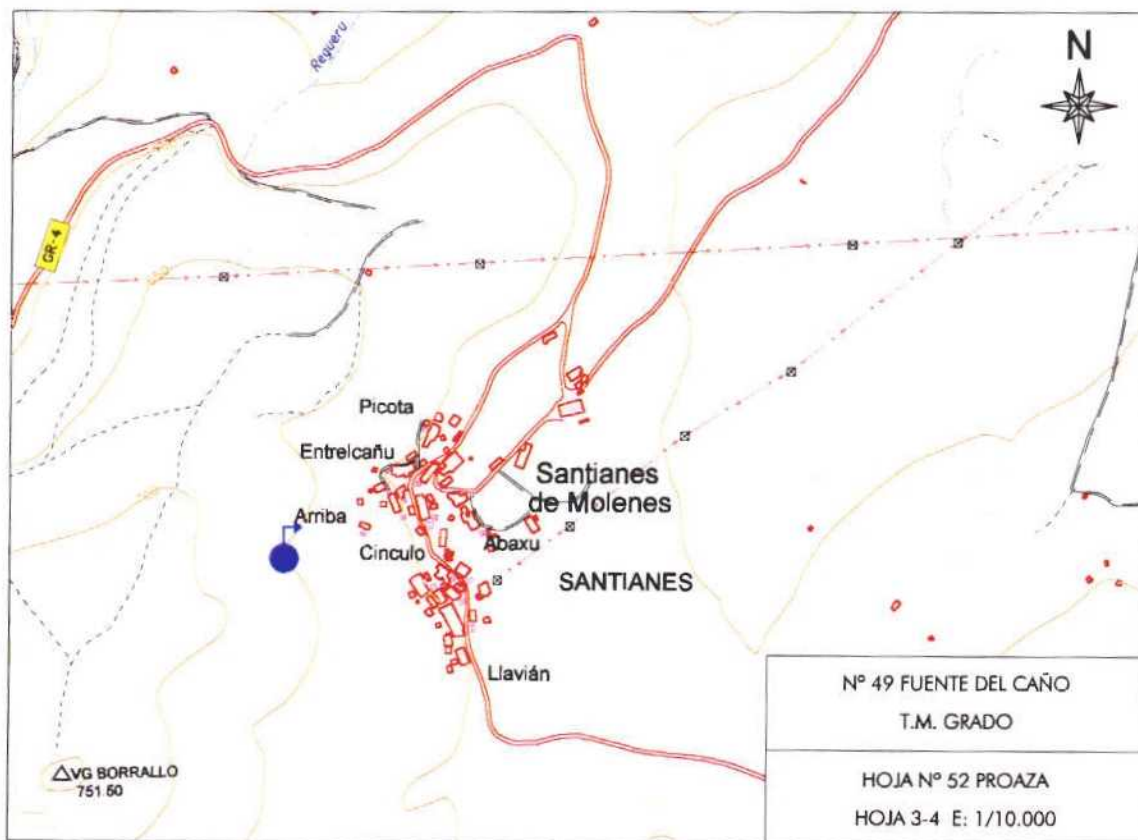 Regueru
N
GR-4
Picota
Entrelcañu
Santianes
de Molenes
Arriba
Cinculo
Abaxu
SANTIANES
Llavián
VG BORRALLO
751.50
Nº 49 FUENTE DEL CAÑO
T.M. GRADO
HOJA Nº 52 PROAZA
HOJA 3-4 E: 1/10.000